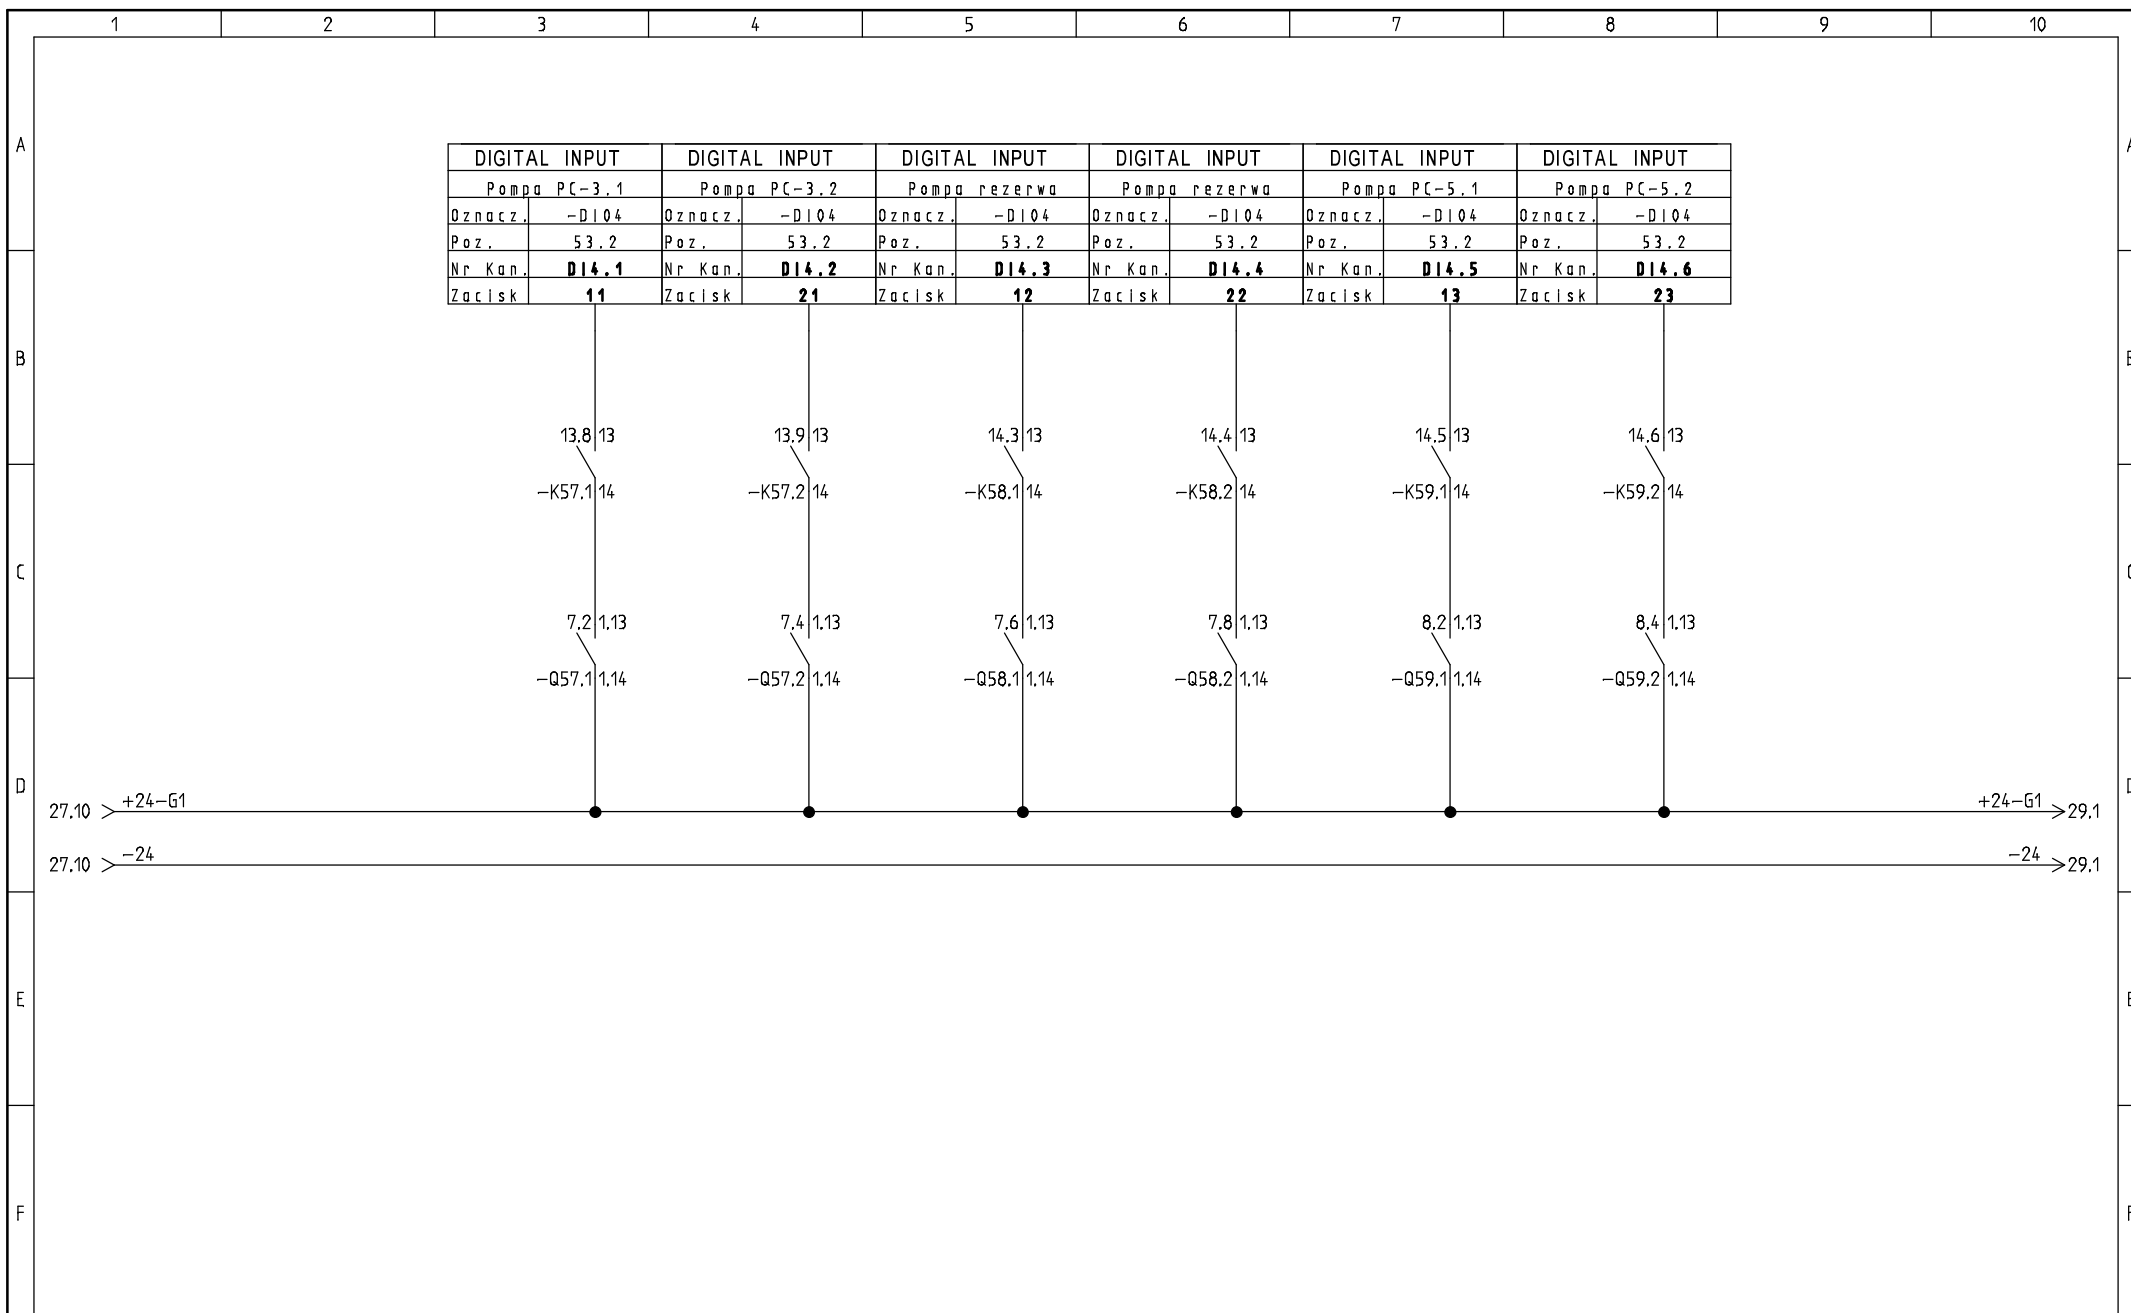 1 2 3 4 5 6 7 8 9 10
A
DIGITAL INPUT DIGITAL INPUT DIGITAL INPUT DIGITAL INPUT DIGITAL INPUT DIGITAL INPUT
Pompa PC-3.1 Pompa PC-3.2 Pompa rezerwa Pompa rezerwa Pompa PC-5.1 Pompa PC-5.2
Oznacz. -DI04 Oznacz. -DI04 Oznacz. -DI04 Oznacz. -DI04 Oznacz. -DI04 Oznacz. -DI04
Poz. 53.2 Poz. 53.2 Poz. 53.2 Poz. 53.2 Poz. 53.2 Poz. 53.2
Nr Kan. DI4.1 Nr Kan. DI4.2 Nr Kan. DI4.3 Nr Kan. DI4.4 Nr Kan. DI4.5 Nr Kan. DI4.6
Zacisk 11 Zacisk 21 Zacisk 12 Zacisk 22 Zacisk 13 Zacisk 23
B
13.8 13 13.9 13 14.3 13 14.4 13 14.5 13 14.6 13
-K57.1 14 -K57.2 14 -K58.1 14 -K58.2 14 -K59.1 14 -K59.2 14
C
7.2 1.13 7.4 1.13 7.6 1.13 7.8 1.13 8.2 1.13 8.4 1.13
-Q57.1 1.14 -Q57.2 1.14 -Q58.1 1.14 -Q58.2 1.14 -Q59.1 1.14 -Q59.2 1.14
D
27.10 +24-G1 +24-G1 29.1
27.10 -24 -24 29.1
E
F